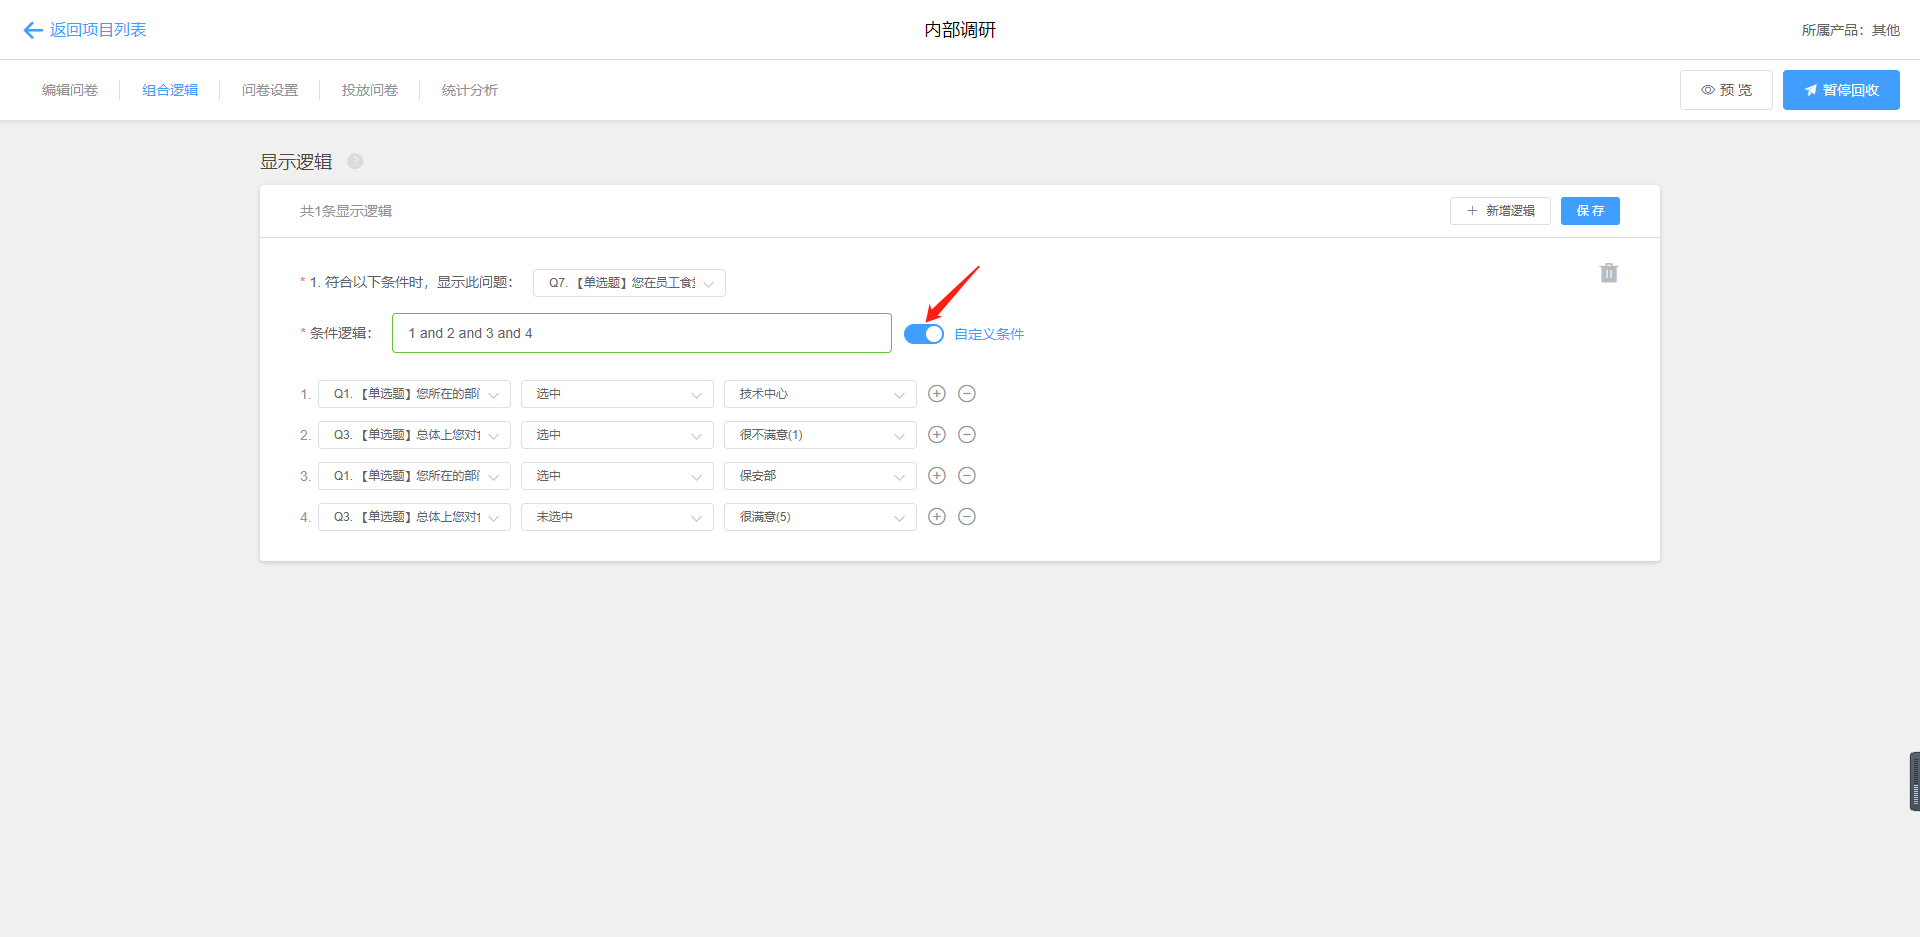 返回项目列表
内部调研
所属产品：其他
编辑问卷
组合逻辑
问卷设置
投放问卷
统计分析
预 览
暂停回收
显示逻辑 ?
共1条显示逻辑
新增逻辑
保 存
* 1. 符合以下条件时，显示此问题： Q7. 【单选题】您在员工食
* 条件逻辑： 1 and 2 and 3 and 4 自定义条件
1. Q1. 【单选题】您所在的部 选中 技术中心
2. Q3. 【单选题】总体上您对 选中 很不满意(1)
3. Q1. 【单选题】您所在的部 选中 保安部
4. Q3. 【单选题】总体上您对 未选中 很满意(5)